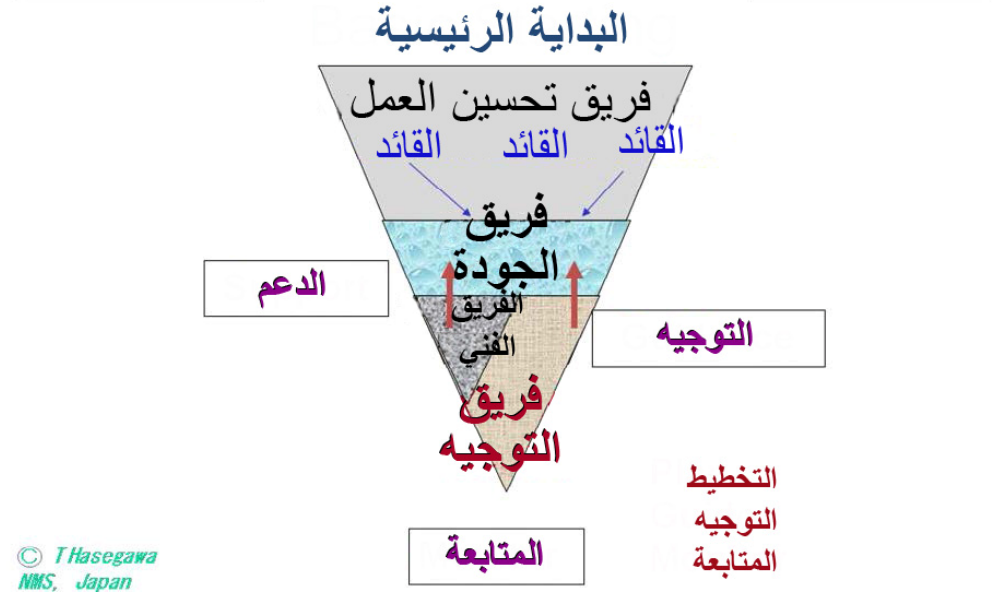 البداية الرئيسية
فريق تحسين العمل
القائد القائد القائد
فريق
الجودة
الدعم
الفريق
الفني
التوجيه
فريق
التوجيه
التخطيط
التوجيه
المتابعة
المتابعة
© T Hasegawa
NMS, Japan